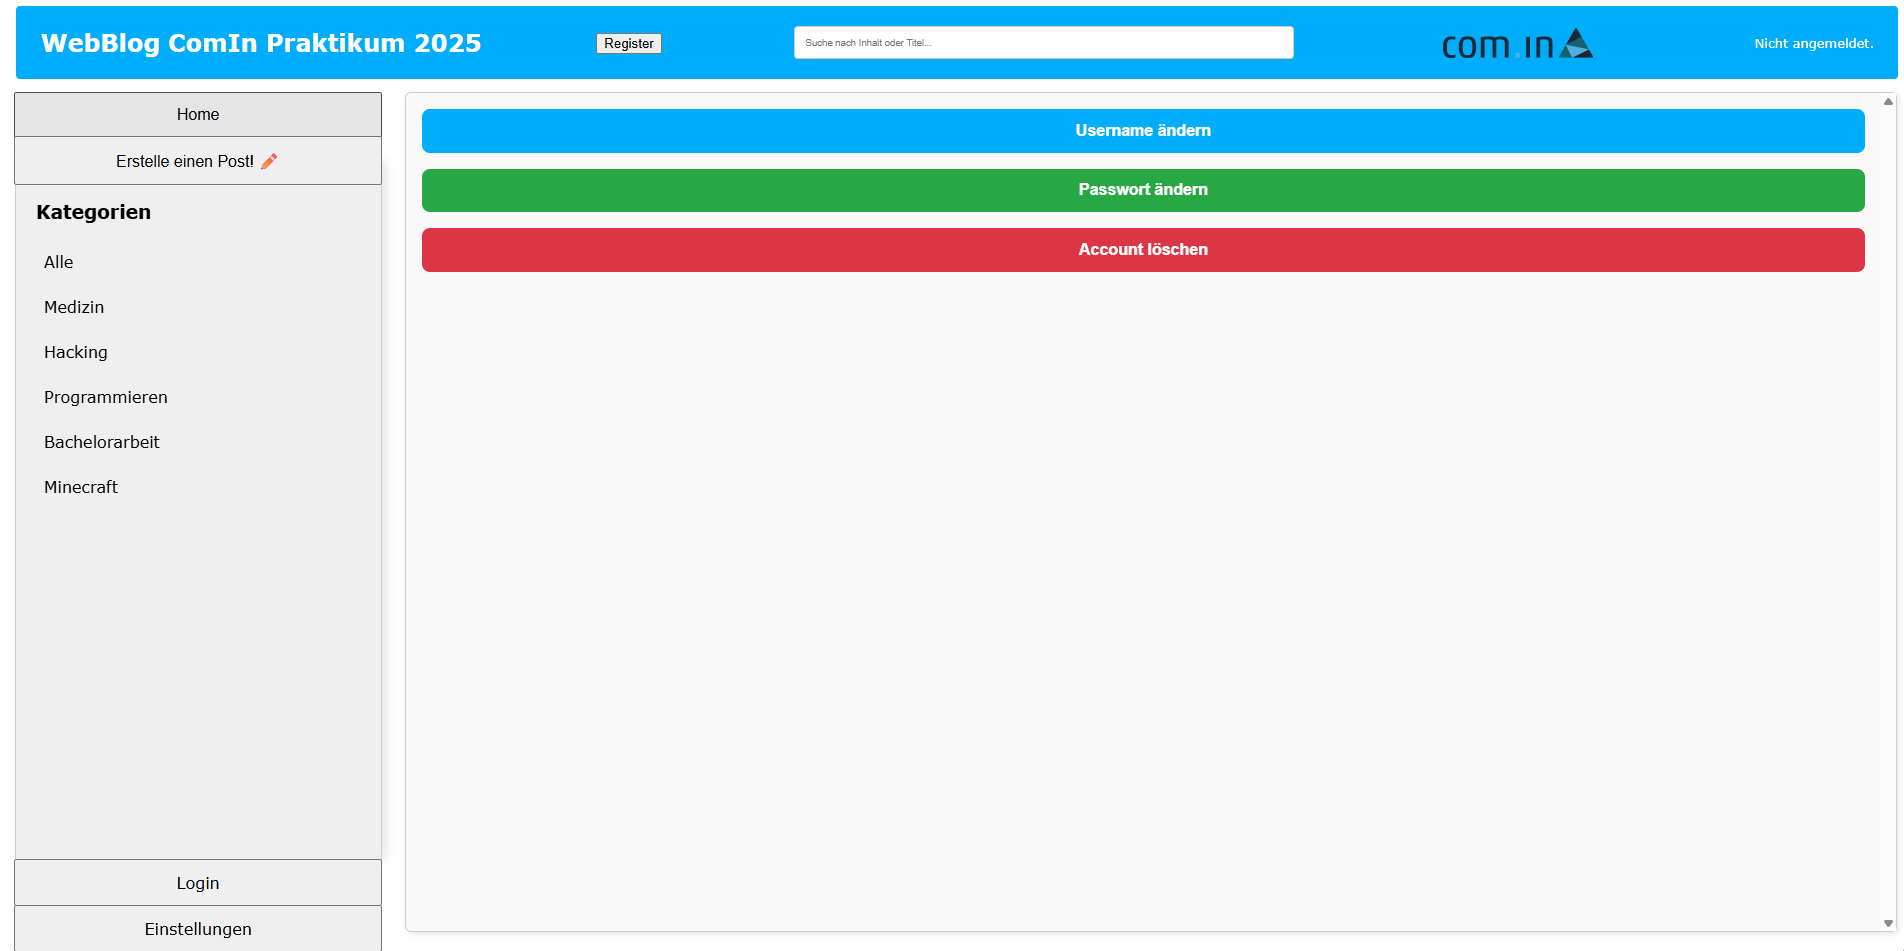 WebBlog ComIn Praktikum 2025
Register
Suche nach Inhalt oder Titel...
com.in
Nicht angemeldet.
Home
Erstelle einen Post!
Kategorien
Alle
Medizin
Hacking
Programmieren
Bachelorarbeit
Minecraft
Login
Einstellungen
Username ändern
Passwort ändern
Account löschen